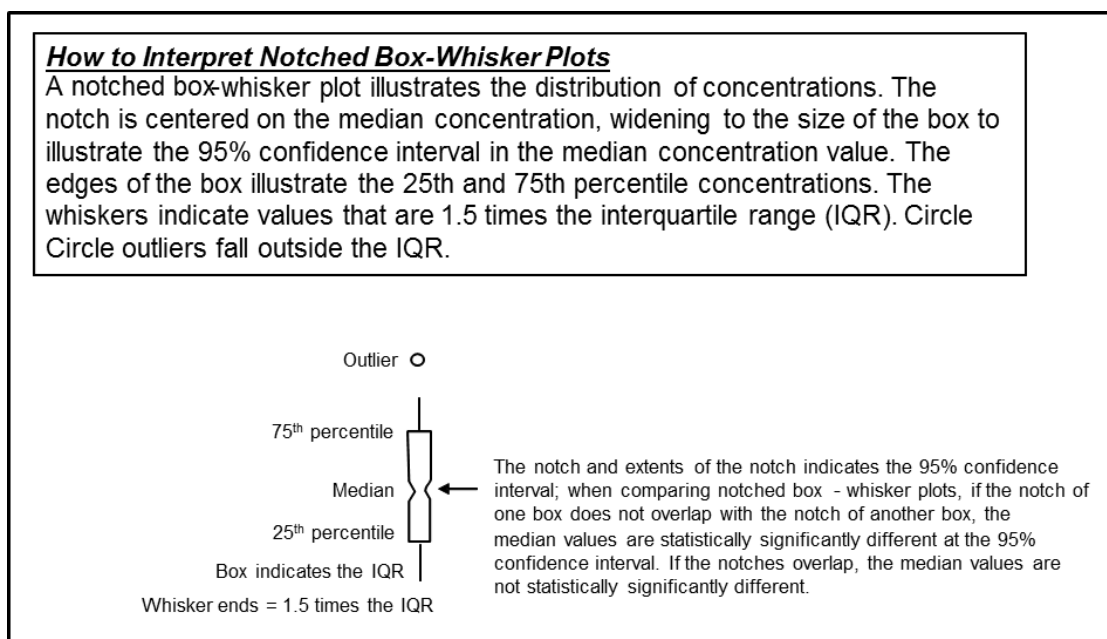 How to Interpret Notched Box-Whisker Plots
A notched box-whisker plot illustrates the distribution of concentrations. The
notch is centered on the median concentration, widening to the size of the box to
illustrate the 95% confidence interval in the median concentration value. The
edges of the box illustrate the 25th and 75th percentile concentrations. The
whiskers indicate values that are 1.5 times the interquartile range (IQR). Circle
Circle outliers fall outside the IQR.
Outlier
75th percentile
Median
25th percentile
Box indicates the IQR
Whisker ends = 1.5 times the IQR
The notch and extents of the notch indicates the 95% confidence
interval; when comparing notched box - whisker plots, if the notch of
one box does not overlap with the notch of another box, the
median values are statistically significantly different at the 95%
confidence interval. If the notches overlap, the median values are
not statistically significantly different.